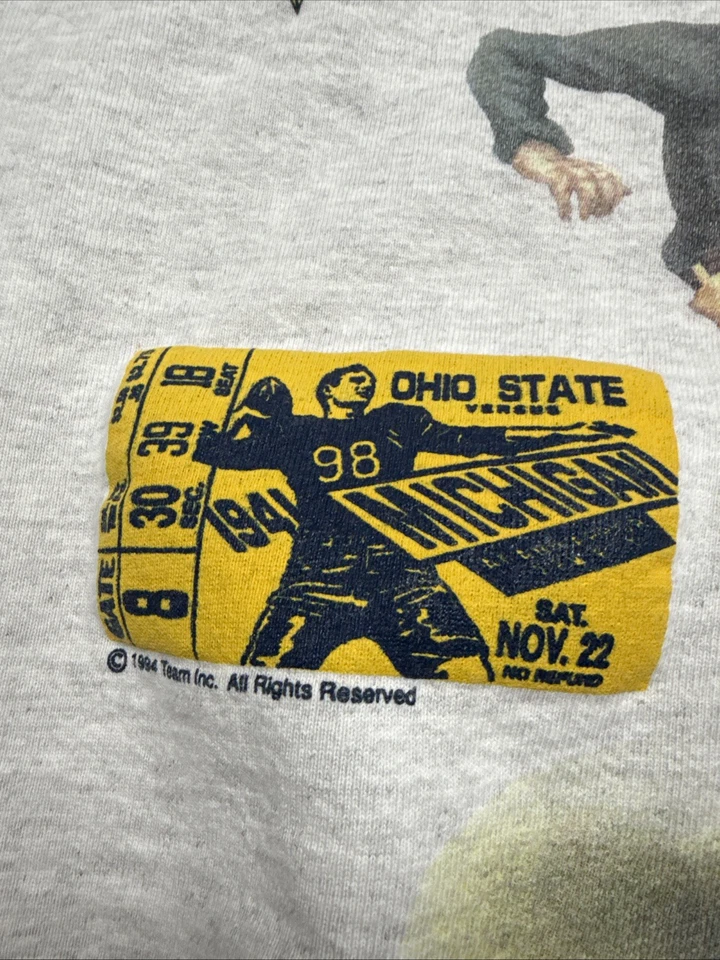 OHIO STATE
VERSUS
98
MICHIGAN
1941
SAT.
NOV. 22
NO REFUND
18 SEAT
39
30 SEC.
8
GATE
© 1994 Team Inc. All Rights Reserved